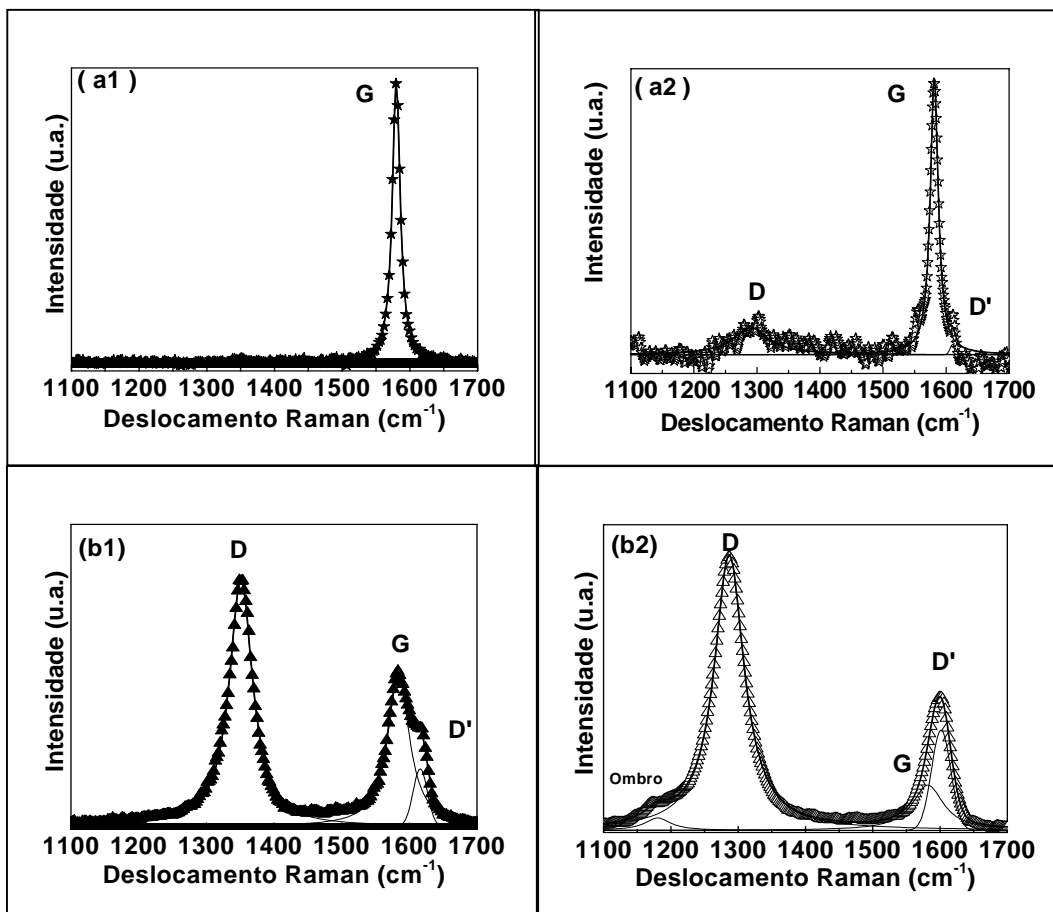 ( a1 )
G
Intensidade (u.a.)
1100 1200 1300 1400 1500 1600 1700
Deslocamento Raman (cm-1)
( a2 )
G
D
D'
Intensidade (u.a.)
1100 1200 1300 1400 1500 1600 1700
Deslocamento Raman (cm-1)
(b1)
D
G
D'
Intensidade (u.a.)
1100 1200 1300 1400 1500 1600 1700
Deslocamento Raman (cm-1)
(b2)
D
D'
G
Ombro
Intensidade (u.a.)
1100 1200 1300 1400 1500 1600 1700
Deslocamento Raman (cm-1)